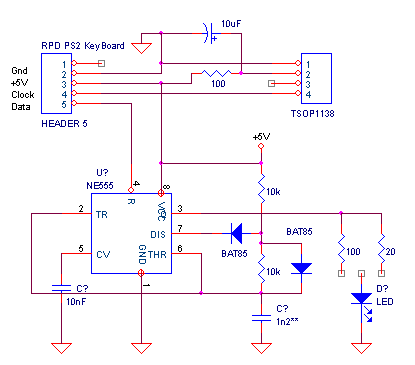 10uF
RPD PS2 KeyBoard
Gnd 1 1
+5V 2 2
Clock 3 100 3
Data 4 4
5 TSOP1138
HEADER 5
+5V
U? 4 8
NE555 10k
R VCC
2 TR 3
DIS 7 BAT85
BAT85 100 20
5 CV GND THR 6 10k
C? 1 C? D?
10nF 1n2** LED